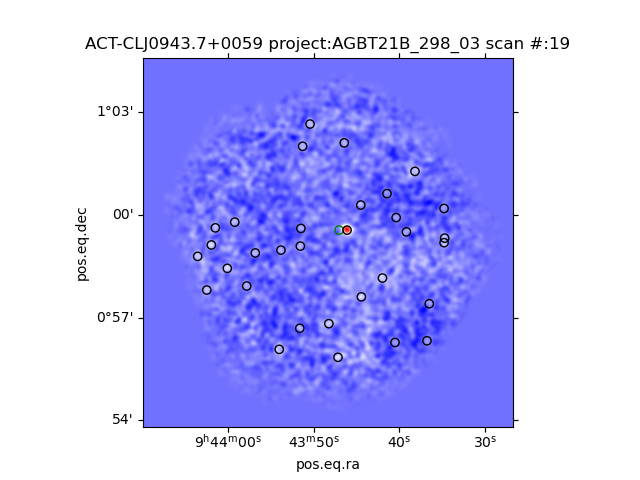 ACT-CLJ0943.7+0059 project:AGBT21B_298_03 scan #:19
1°03'
00'
0°57'
54'
pos.eq.dec
9ʰ44ᵐ00ˢ 43ᵐ50ˢ 40ˢ 30ˢ
pos.eq.ra